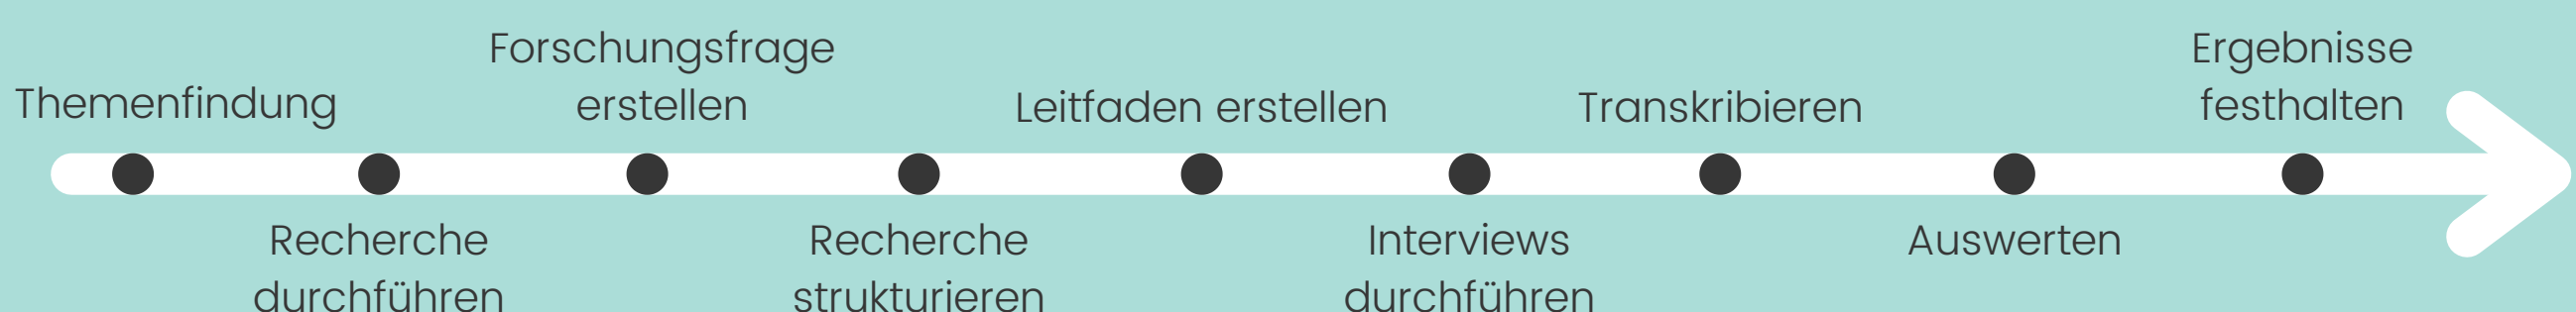 Themenfindung
Recherche
durchführen
Forschungsfrage
erstellen
Recherche
strukturieren
Leitfaden erstellen
Interviews
durchführen
Transkribieren
Auswerten
Ergebnisse
festhalten